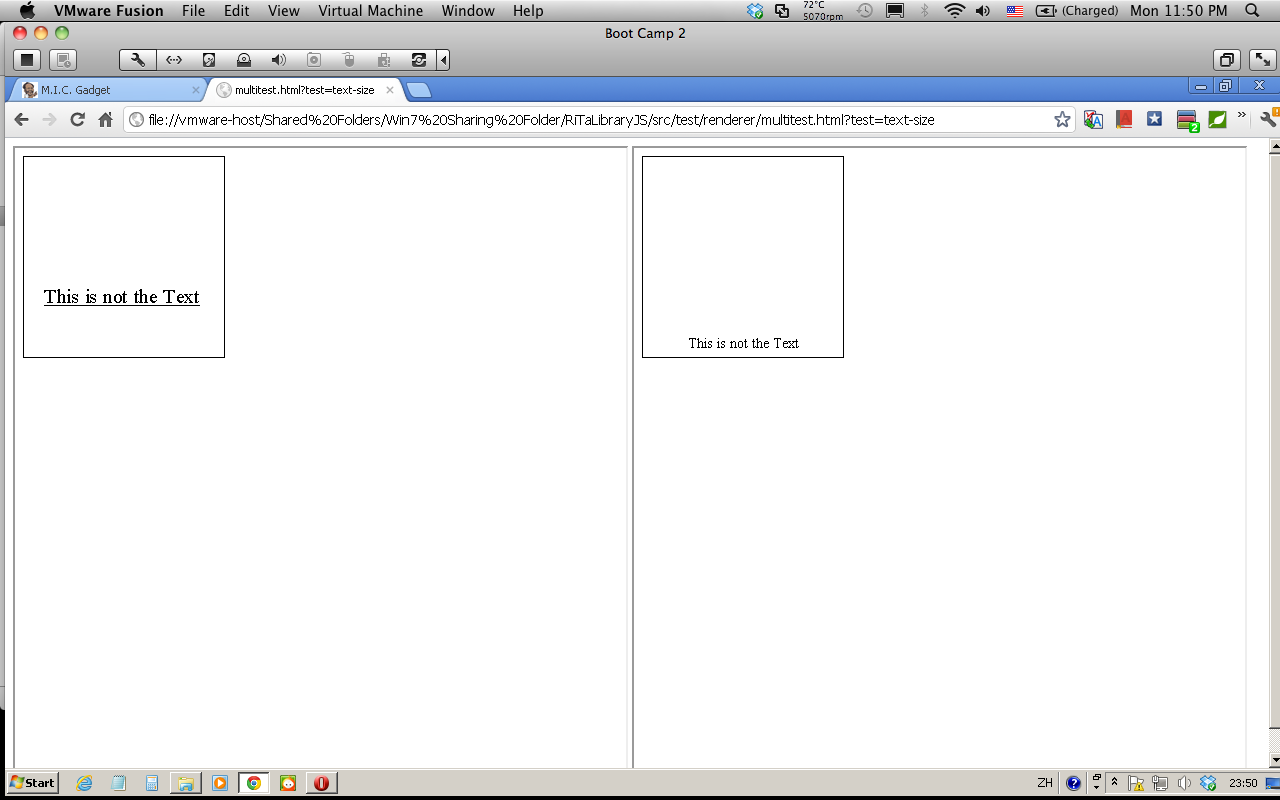 VMware Fusion File Edit View Virtual Machine Window Help 72°C 5070rpm (Charged) Mon 11:50 PM
Boot Camp 2
M.I.C. Gadget multitest.html?test=text-size
file://vmware-host/Shared%20Folders/Win7%20Sharing%20Folder/RiTaLibraryJS/src/test/renderer/multitest.html?test=text-size 2
This is not the Text
This is not the Text
Start ZH 23:50